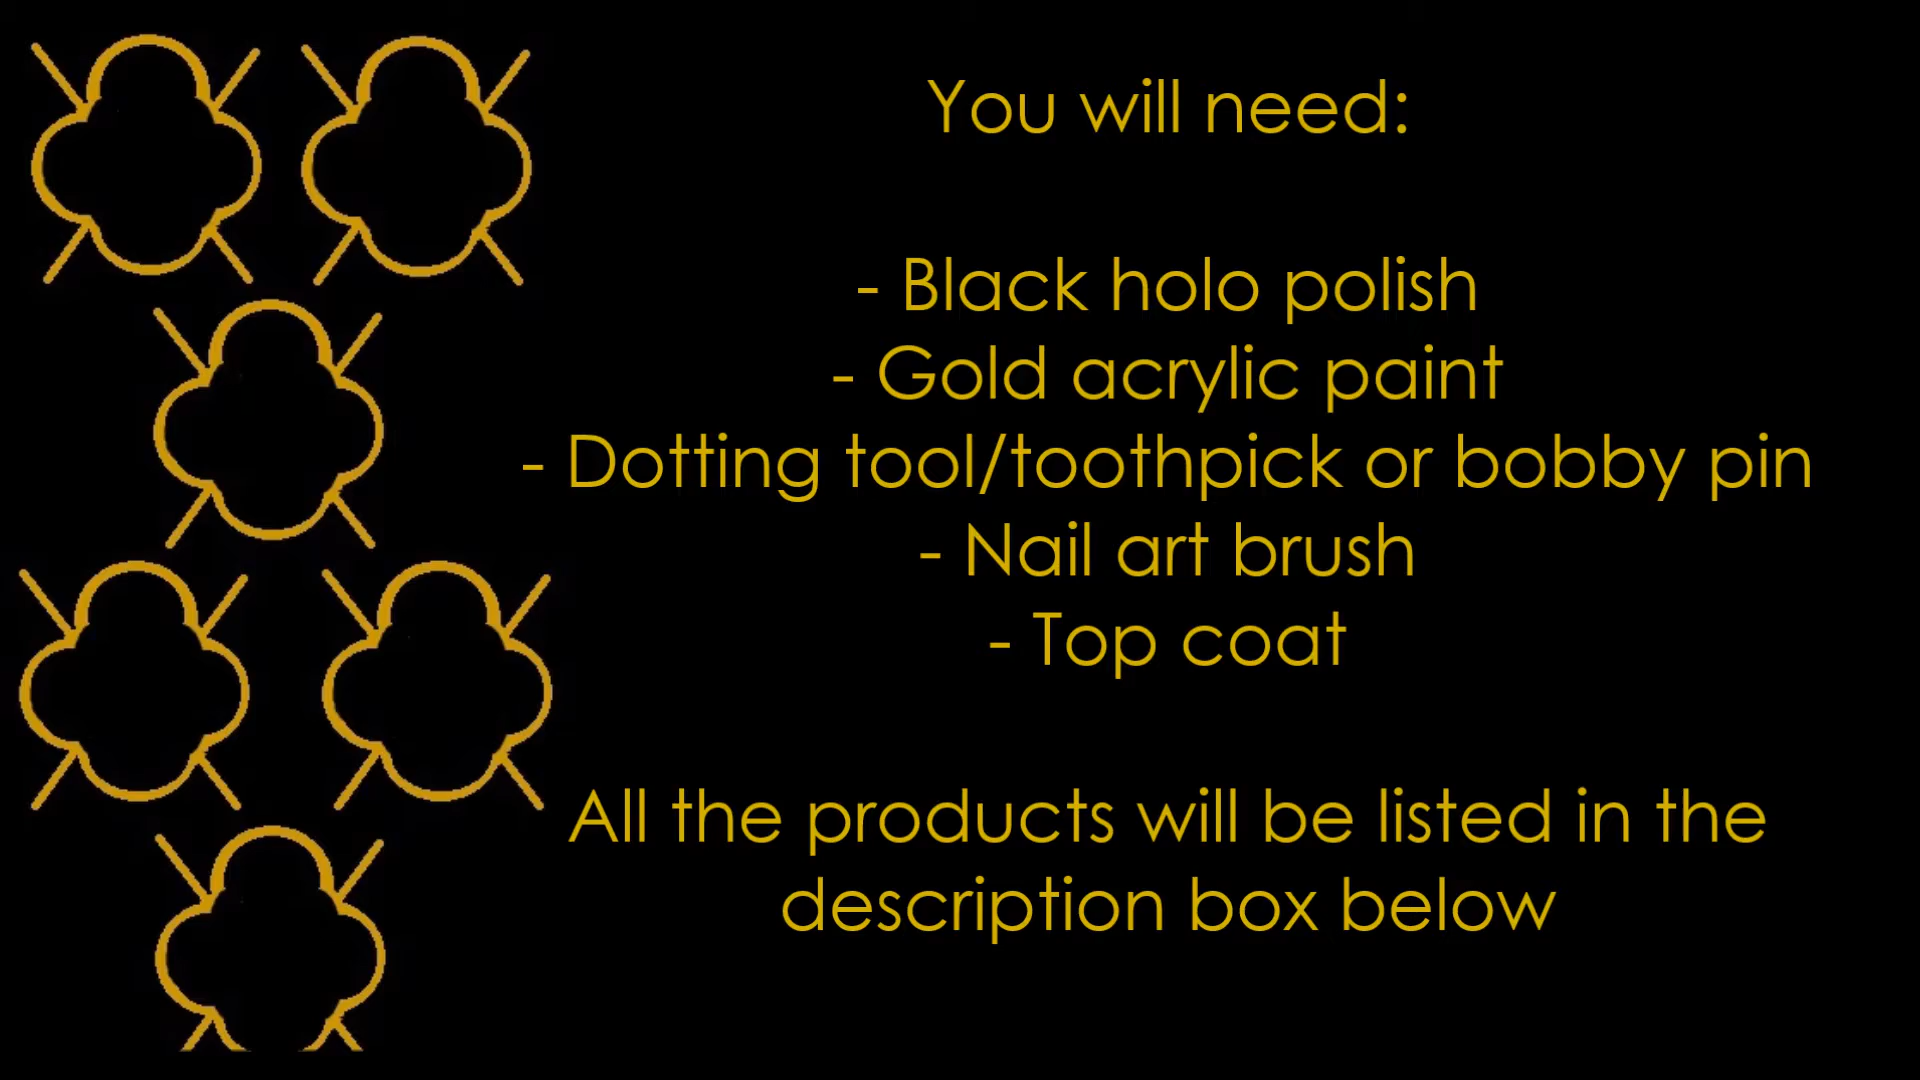 You will need:
- Black holo polish
- Gold acrylic paint
- Dotting tool/toothpick or bobby pin
- Nail art brush
- Top coat
All the products will be listed in the
description box below